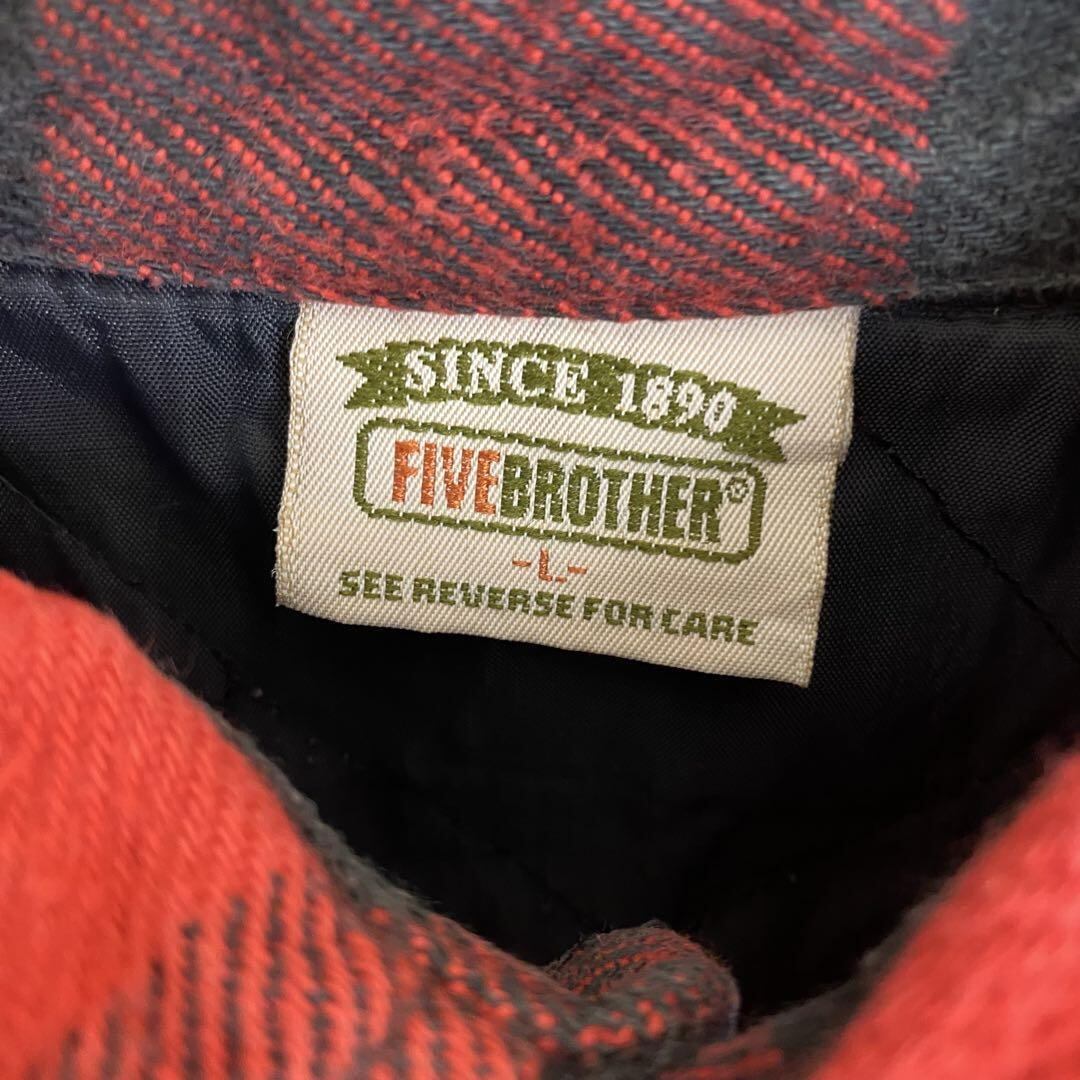 SINCE 1890
FIVEBROTHER®
-L-
SEE REVERSE FOR CARE